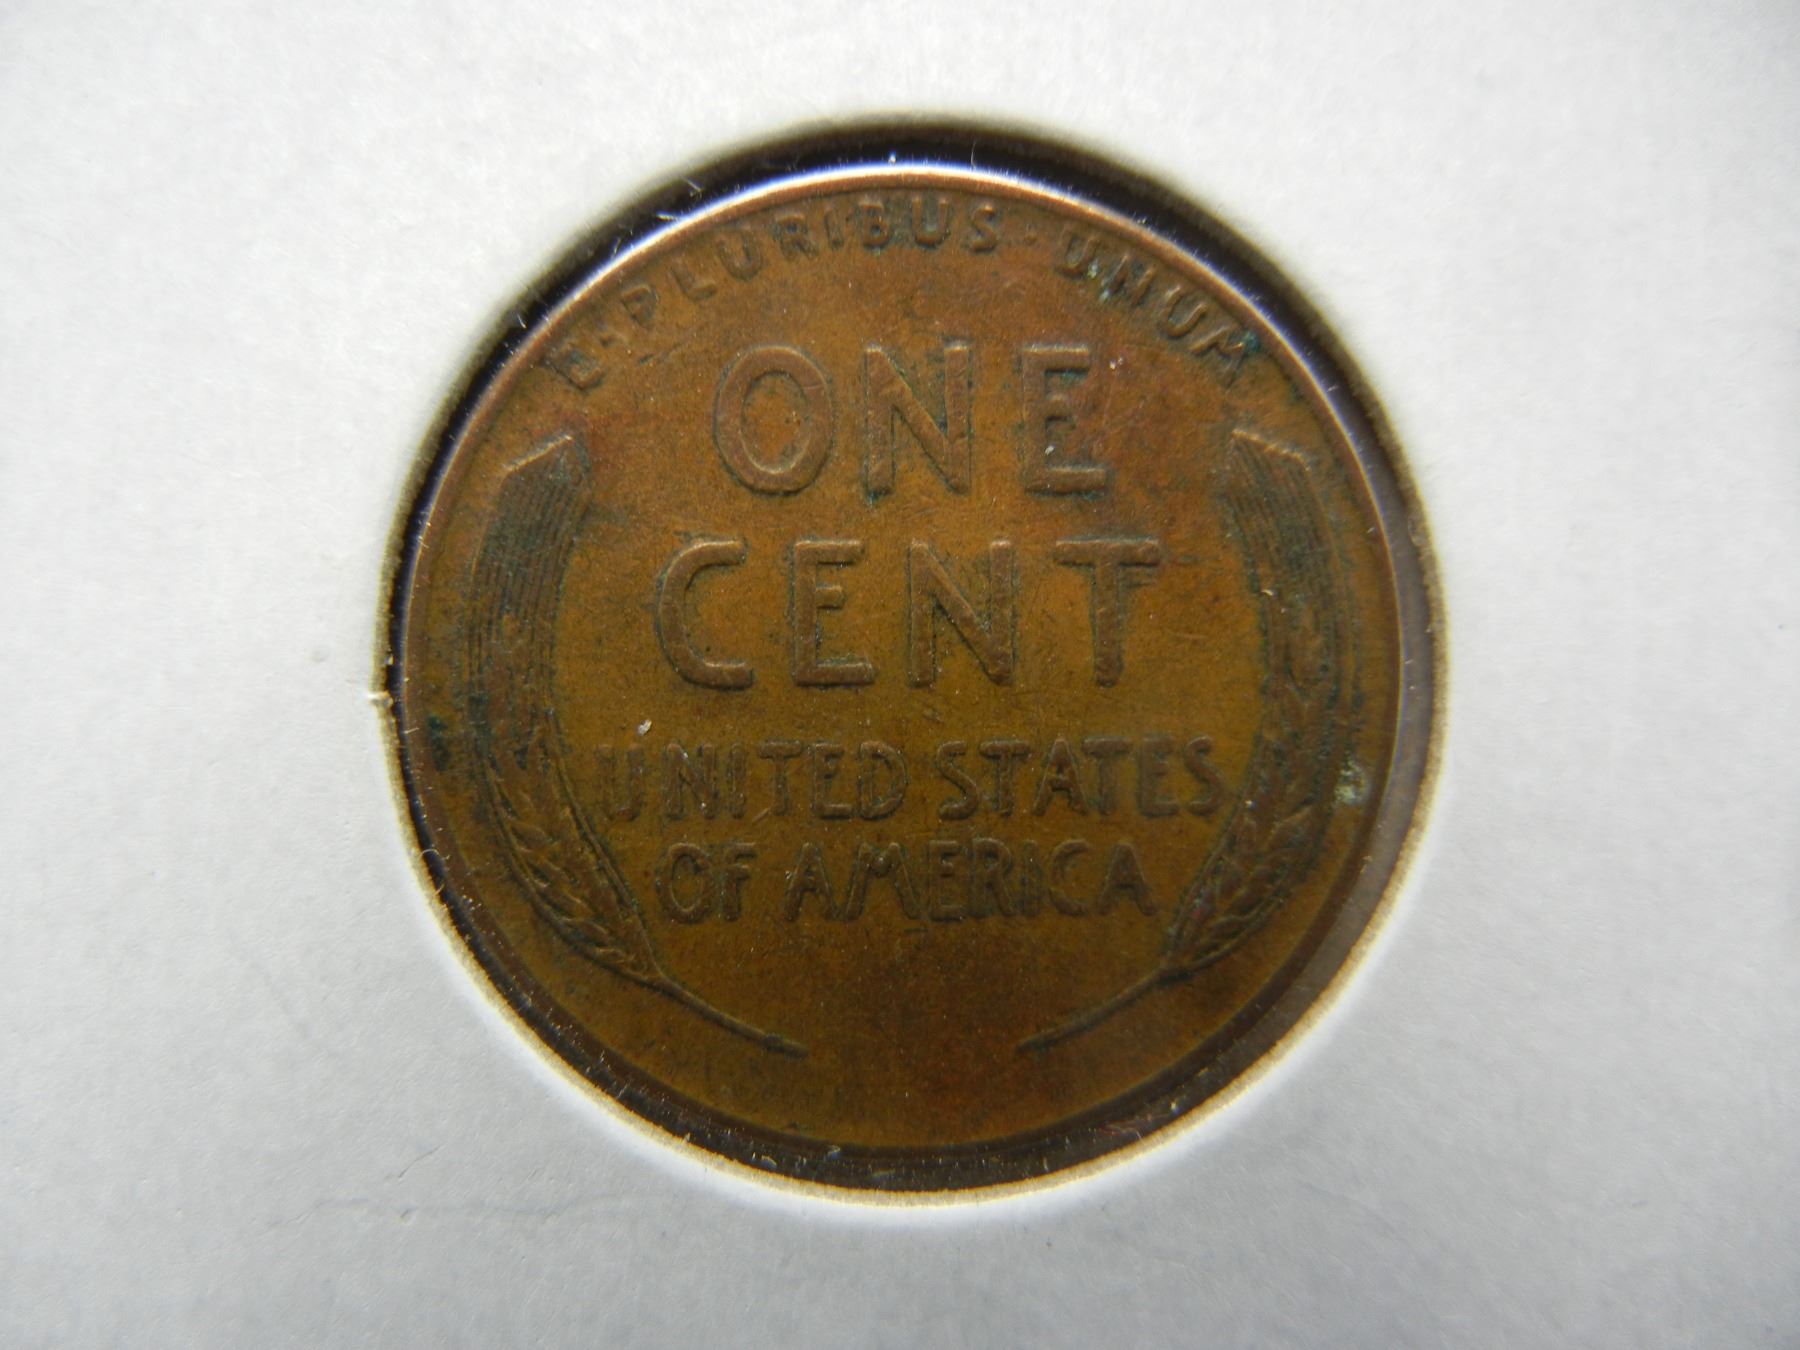 E·PLURIBUS·UNUM
ONE
CENT
UNITED STATES
OF AMERICA